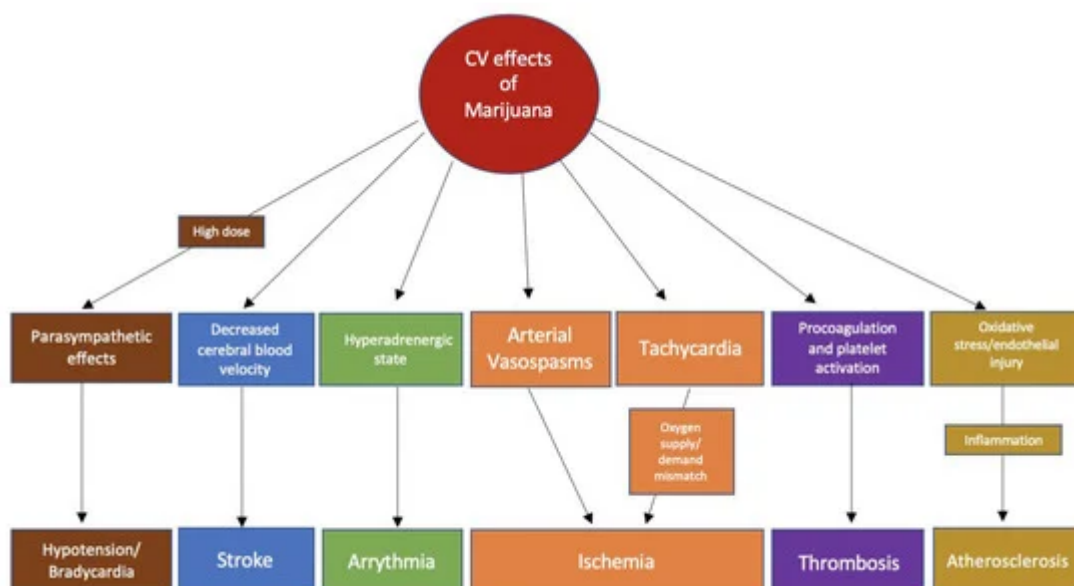 CV effects
of
Marijuana
High dose
Parasympathetic
effects
Decreased
cerebral blood
velocity
Hyperadrenergic
state
Arterial
Vasospasms
Tachycardia
Procoagulation
and platelet
activation
Oxidative
stress/endothelial
injury
Oxygen
supply/
demand
mismatch
Inflammation
Hypotension/
Bradycardia
Stroke
Arrythmia
Ischemia
Thrombosis
Atherosclerosis